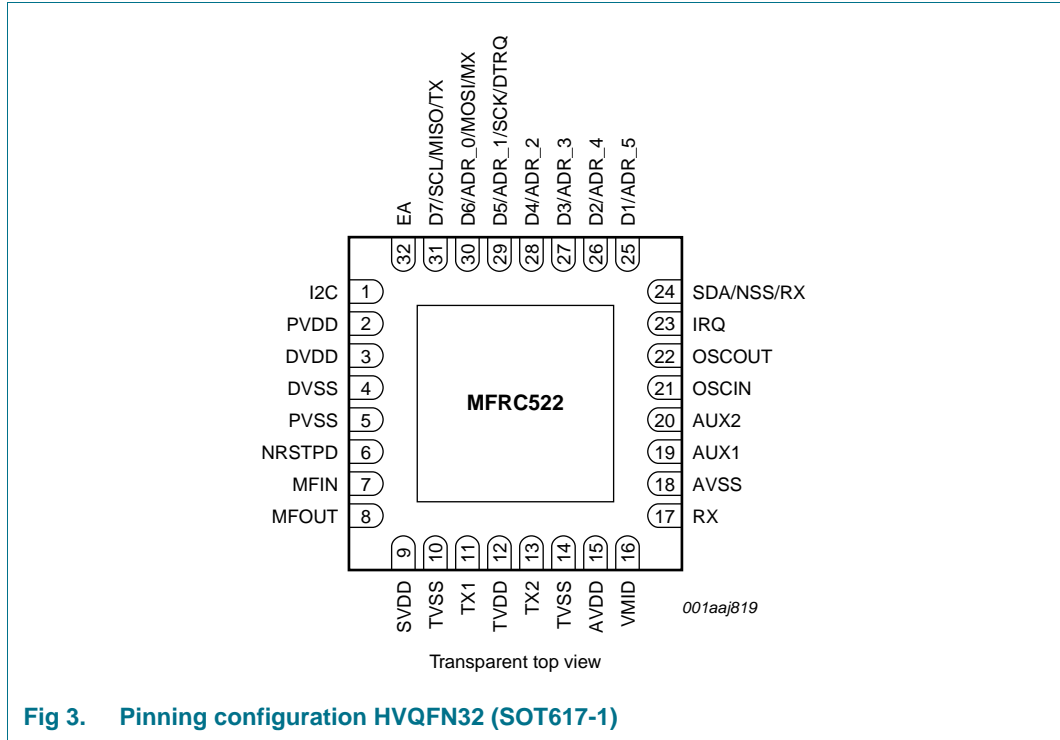 D7/SCL/MISO/TX
D6/ADR_0/MOSI/MX
D5/ADR_1/SCK/DTRQ
D4/ADR_2
D3/ADR_3
D2/ADR_4
D1/ADR_5
EA
32 31 30 29 28 27 26 25
I2C 1 24 SDA/NSS/RX
PVDD 2 23 IRQ
DVDD 3 22 OSCOUT
DVSS 4 21 OSCIN
MFRC522
PVSS 5 20 AUX2
NRSTPD 6 19 AUX1
MFIN 7 18 AVSS
MFOUT 8 17 RX
9 10 11 12 13 14 15 16
SVDD
TVSS
TX1
TVDD
TX2
TVSS
AVDD
VMID
001aaj819
Transparent top view
Fig 3. Pinning configuration HVQFN32 (SOT617-1)